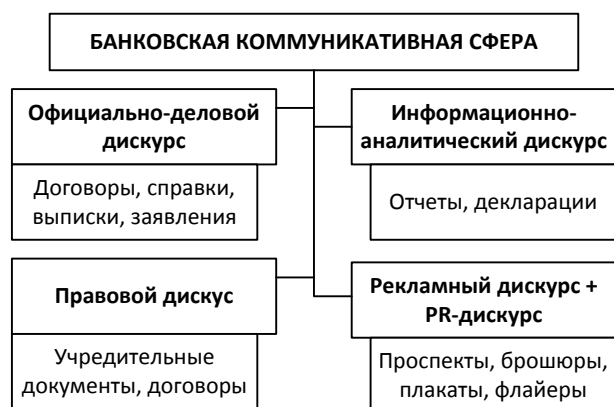 БАНКОВСКАЯ КОММУНИКАТИВНАЯ СФЕРА
Официально-деловой
дискурс
Договоры, справки,
выписки, заявления
Информационно-
аналитический дискурс
Отчеты, декларации
Правовой дискус
Учредительные
документы, договоры
Рекламный дискурс +
PR-дискурс
Проспекты, брошюры,
плакаты, флайеры